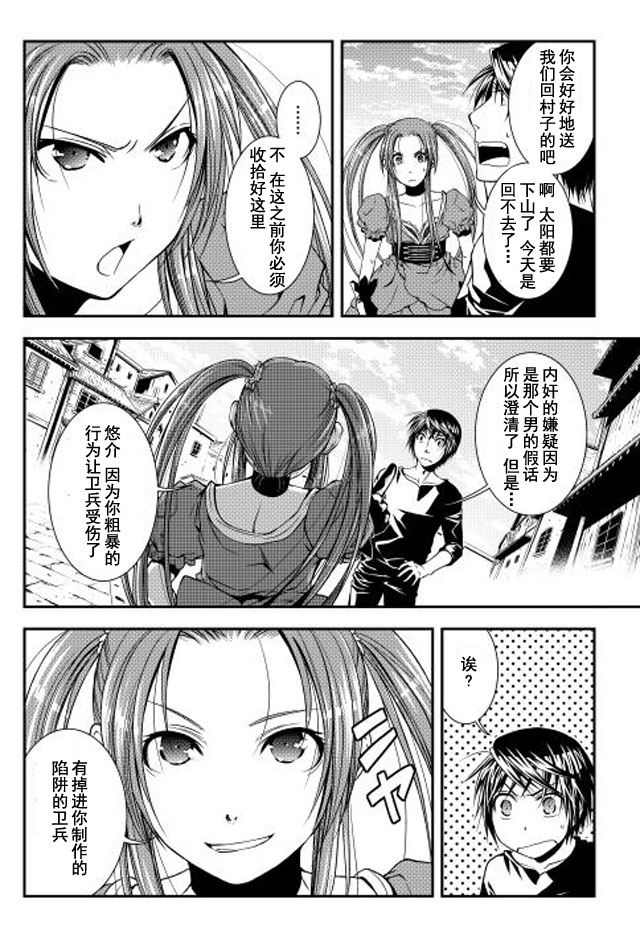 你会好好地送
我们回村子的吧
啊 太阳都要
下山了 今天是
回不去了…
……
不 在这之前你必须
收拾好这里
内奸的嫌疑因为
是那个男的假话
所以澄清了 但是…
悠介 因为你粗暴的
行为让卫兵受伤了
诶?
ニヤ
有掉进你制作的
陷阱的卫兵